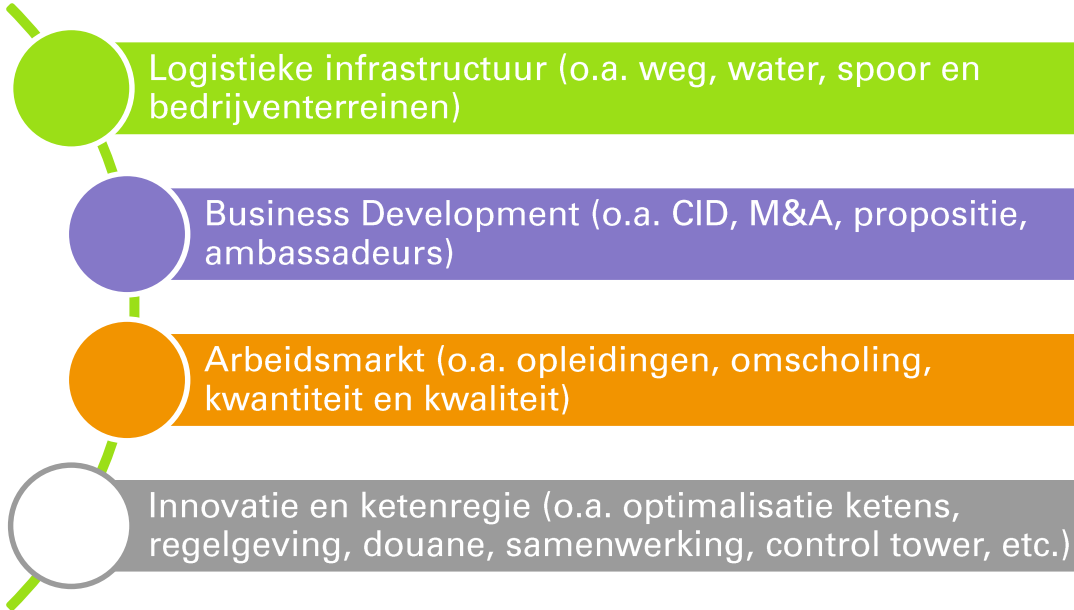 Logistieke infrastructuur (o.a. weg, water, spoor en
bedrijventerreinen)
Business Development (o.a. CID, M&A, propositie,
ambassadeurs)
Arbeidsmarkt (o.a. opleidingen, omscholing,
kwantiteit en kwaliteit)
Innovatie en ketenregie (o.a. optimalisatie ketens,
regelgeving, douane, samenwerking, control tower, etc.)